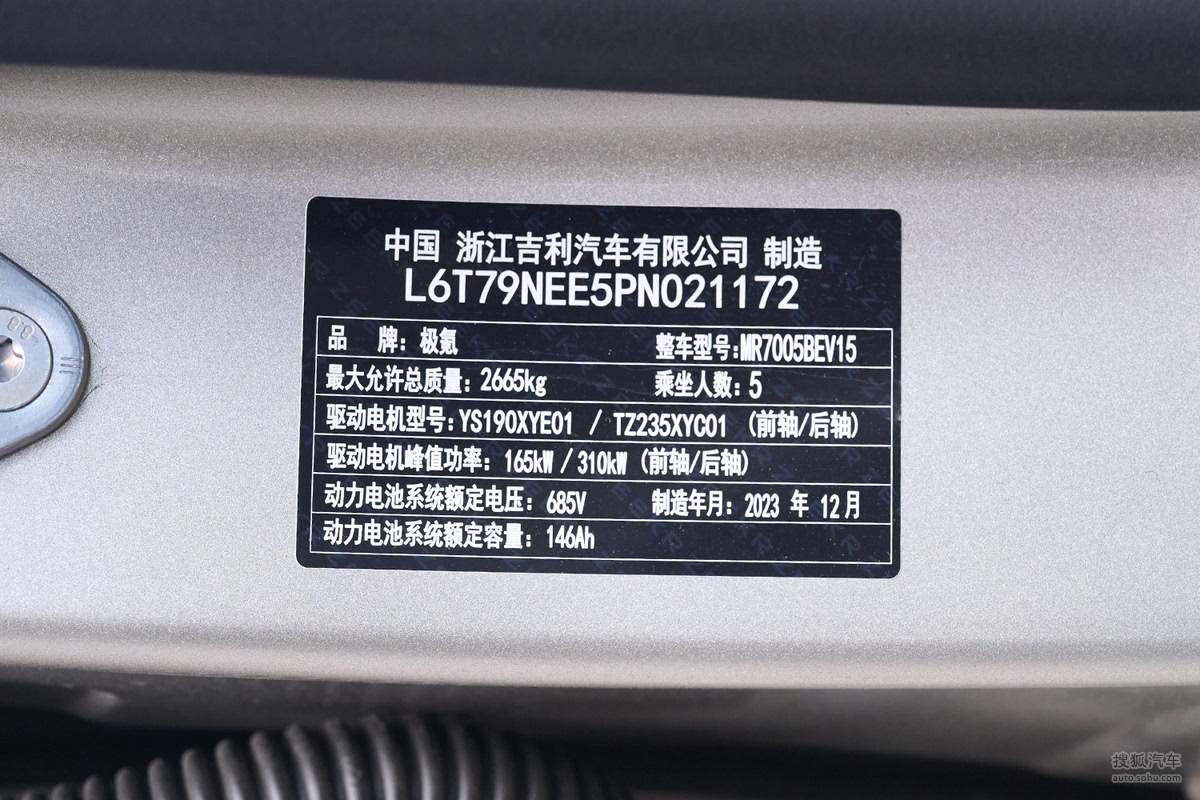 中国 浙江吉利汽车有限公司 制造
L6T79NEE5PN021172
品 牌：极氪 整车型号：MR7005BEV15
最大允许总质量：2665kg 乘坐人数：5
驱动电机型号：YS190XYE01 / TZ235XYC01 （前轴/后轴）
驱动电机峰值功率：165kW / 310kW （前轴/后轴）
动力电池系统额定电压：685V 制造年月：2023 年 12月
动力电池系统额定容量：146Ah
搜狐汽车
auto.sohu.com